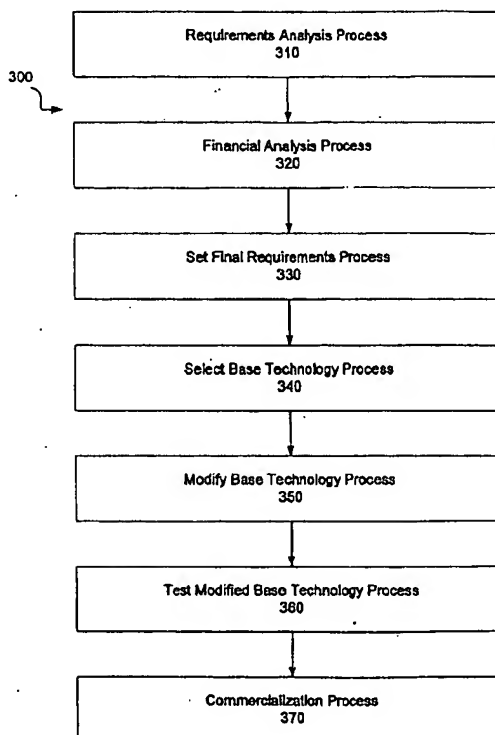 Requirements Analysis Process
310
300
Financial Analysis Process
320
Set Final Requirements Process
330
Select Base Technology Process
340
Modify Base Technology Process
350
Test Modified Base Technology Process
360
Commercialization Process
370